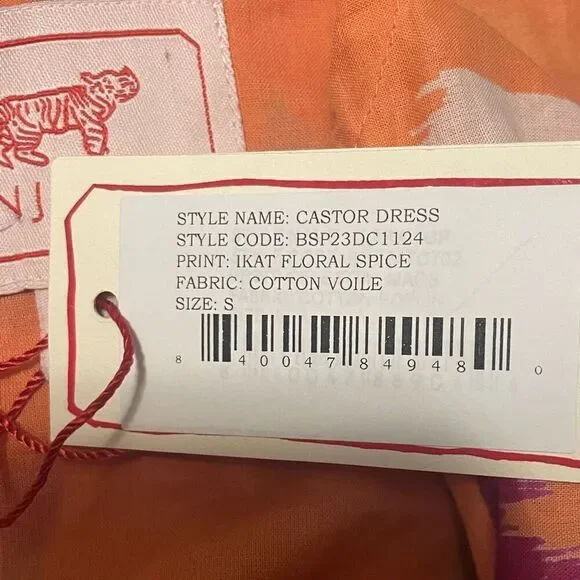 NI
STYLE NAME: CASTOR DRESS
STYLE CODE: BSP23DC1124
PRINT: IKAT FLORAL SPICE
FABRIC: COTTON VOILE
SIZE: S
8 40047 84948 0